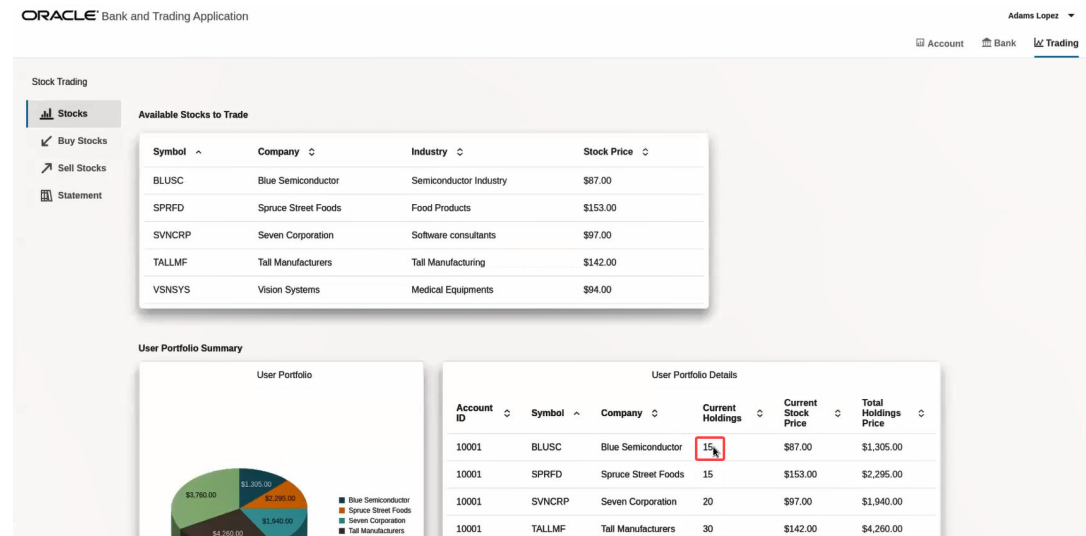 ORACLE Bank and Trading Application
Adams Lopez
Account Bank Trading
Stock Trading
Stocks
Buy Stocks
Sell Stocks
Statement
Available Stocks to Trade
Symbol Company Industry Stock Price
BLUSC Blue Semiconductor Semiconductor Industry $87.00
SPRFD Spruce Street Foods Food Products $153.00
SVNCRP Seven Corporation Software consultants $97.00
TALLMF Tall Manufacturers Tall Manufacturing $142.00
VSNSYS Vision Systems Medical Equipments $94.00
User Portfolio Summary
User Portfolio
$1,305.00
$3,760.00
$2,295.00
$1,940.00
$4,260.00
Blue Semiconductor
Spruce Street Foods
Seven Corporation
Tall Manufacturers
User Portfolio Details
Account ID Symbol Company Current Holdings Current Stock Price Total Holdings Price
10001 BLUSC Blue Semiconductor 15 $87.00 $1,305.00
10001 SPRFD Spruce Street Foods 15 $153.00 $2,295.00
10001 SVNCRP Seven Corporation 20 $97.00 $1,940.00
10001 TALLMF Tall Manufacturers 30 $142.00 $4,260.00